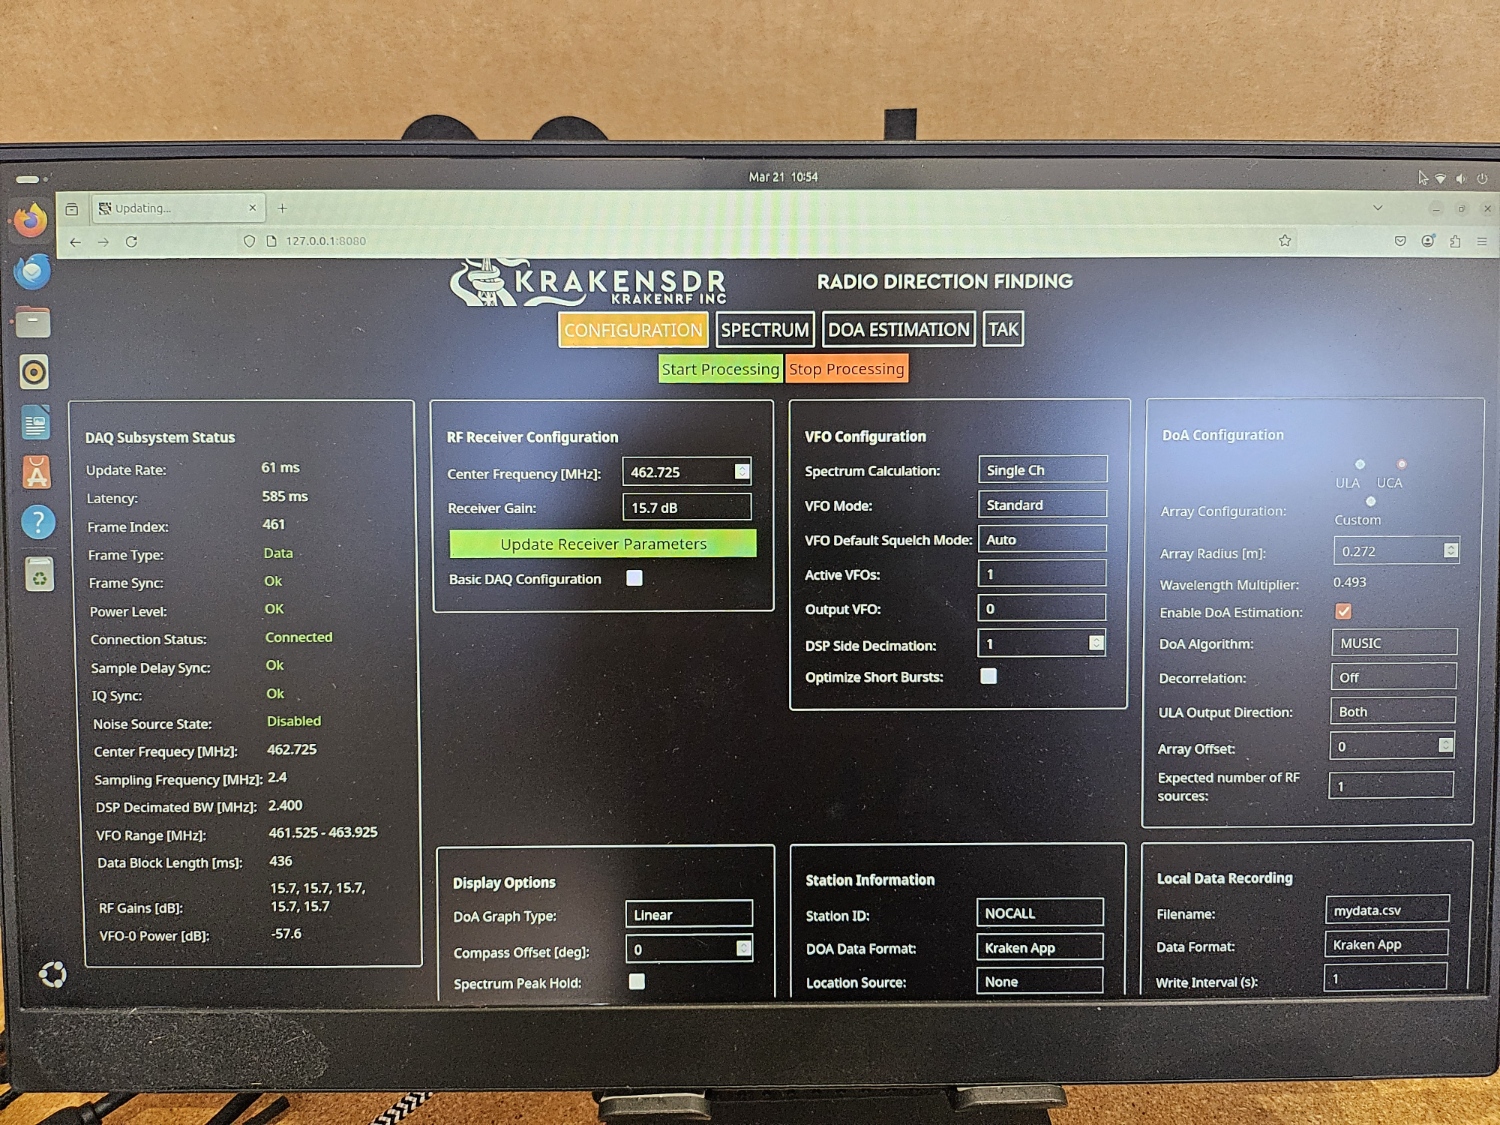 Mar 21 10:54
Updating...
127.0.0.1:8080
KRAKENSDR
KRAKENRF INC
RADIO DIRECTION FINDING
CONFIGURATION SPECTRUM DOA ESTIMATION TAK
Start Processing Stop Processing
DAQ Subsystem Status
Update Rate: 61 ms
Latency: 585 ms
Frame Index: 461
Frame Type: Data
Frame Sync: Ok
Power Level: OK
Connection Status: Connected
Sample Delay Sync: Ok
IQ Sync: Ok
Noise Source State: Disabled
Center Frequecy [MHz]: 462.725
Sampling Frequency [MHz]: 2.4
DSP Decimated BW [MHz]: 2.400
VFO Range [MHz]: 461.525 - 463.925
Data Block Length [ms]: 436
RF Gains [dB]: 15.7, 15.7, 15.7,
15.7, 15.7
VFO-0 Power [dB]: -57.6
RF Receiver Configuration
Center Frequency [MHz]: 462.725
Receiver Gain: 15.7 dB
Update Receiver Parameters
Basic DAQ Configuration
VFO Configuration
Spectrum Calculation: Single Ch
VFO Mode: Standard
VFO Default Squelch Mode: Auto
Active VFOs: 1
Output VFO: 0
DSP Side Decimation: 1
Optimize Short Bursts:
DoA Configuration
ULA UCA
Array Configuration:
Custom
Array Radius [m]: 0.272
Wavelength Multiplier: 0.493
Enable DoA Estimation:
DoA Algorithm: MUSIC
Decorrelation: Off
ULA Output Direction: Both
Array Offset: 0
Expected number of RF
sources: 1
Display Options
DoA Graph Type: Linear
Compass Offset [deg]: 0
Spectrum Peak Hold:
Station Information
Station ID: NOCALL
DOA Data Format: Kraken App
Location Source: None
Local Data Recording
Filename: mydata.csv
Data Format: Kraken App
Write Interval (s): 1